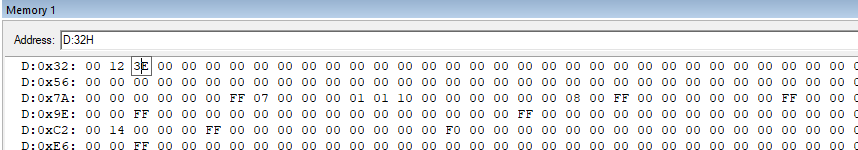 Memory 1
Address: D:32H
D:0x32: 00 12 3E 00 00 00 00 00 00 00 00 00 00 00 00 00 00 00 00 00 00 00 00 00 00 00 00 00 00 00 00 00
D:0x56: 00 00 00 00 00 00 00 00 00 00 00 00 00 00 00 00 00 00 00 00 00 00 00 00 00 00 00 00 00 00 00 00
D:0x7A: 00 00 00 00 00 00 FF 07 00 00 00 01 01 10 00 00 00 00 00 00 08 00 FF 00 00 00 00 00 00 FF 00 00
D:0x9E: 00 00 FF 00 00 00 00 00 00 00 00 00 00 00 00 00 00 00 FF 00 00 00 00 00 00 00 00 00 00 00 00 00
D:0xC2: 00 14 00 00 00 FF 00 00 00 00 00 00 00 00 00 F0 00 00 00 00 00 00 00 00 00 00 00 00 00 00 00 00
D:0xE6: 00 00 FF 00 00 00 00 00 00 00 00 00 00 00 00 00 00 00 00 00 00 00 00 00 00 00 00 00 00 00 00 00